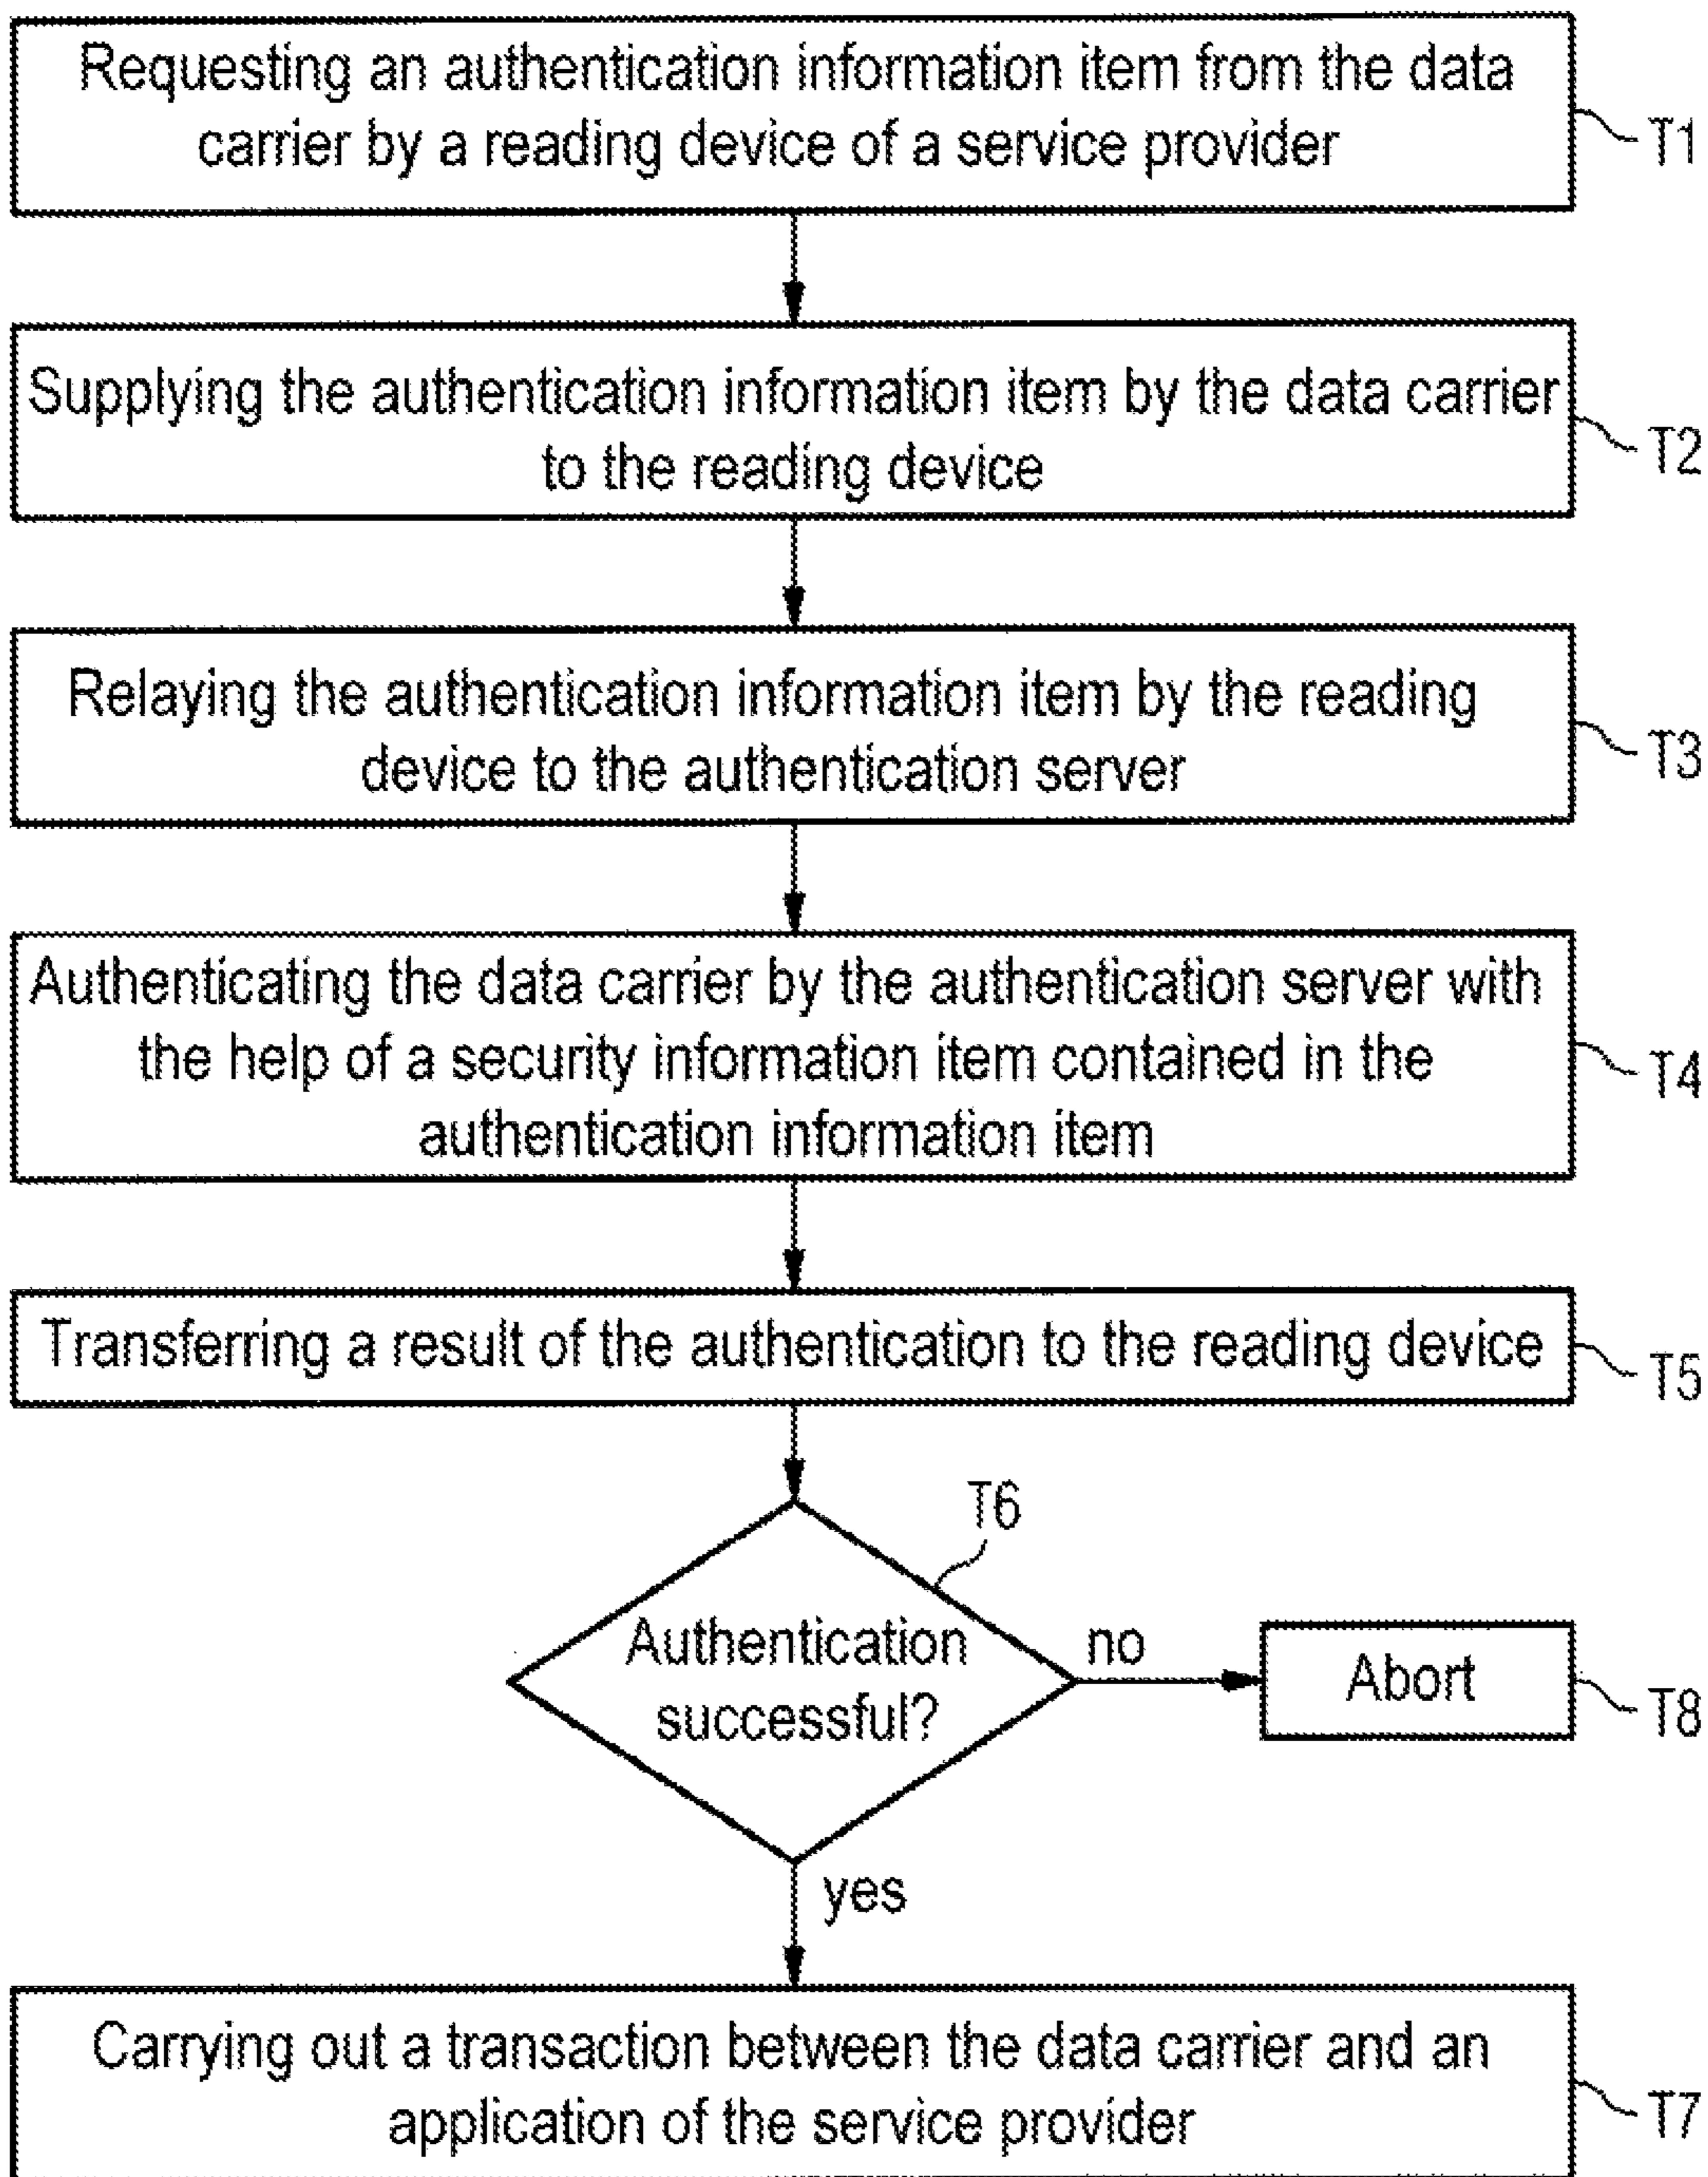 Requesting an authentication information item from the data
carrier by a reading device of a service provider
T1
Supplying the authentication information item by the data carrier
to the reading device
T2
Relaying the authentication information item by the reading
device to the authentication server
T3
Authenticating the data carrier by the authentication server with
the help of a security information item contained in the
authentication information item
T4
Transferring a result of the authentication to the reading device
T5
T6
Authentication
successful?
no
Abort
T8
yes
Carrying out a transaction between the data carrier and an
application of the service provider
T7